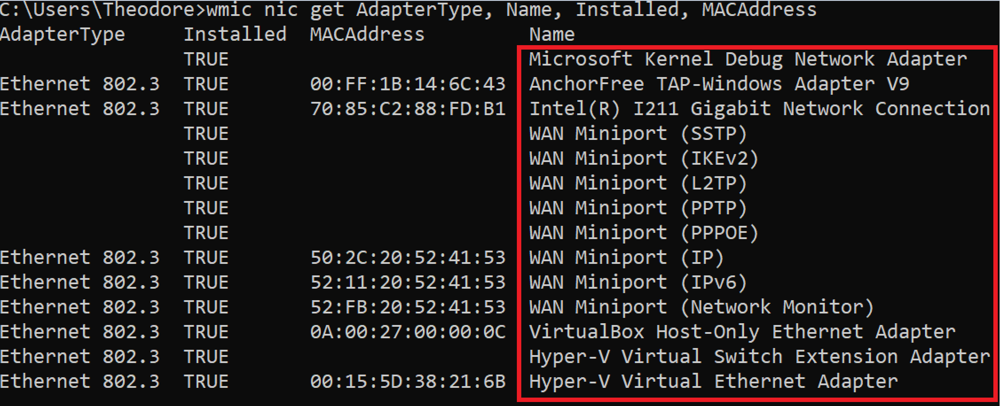 C:\Users\Theodore>wmic nic get AdapterType, Name, Installed, MACAddress
AdapterType Installed MACAddress Name
TRUE Microsoft Kernel Debug Network Adapter
Ethernet 802.3 TRUE 00:FF:1B:14:6C:43 AnchorFree TAP-Windows Adapter V9
Ethernet 802.3 TRUE 70:85:C2:88:FD:B1 Intel(R) I211 Gigabit Network Connection
TRUE WAN Miniport (SSTP)
TRUE WAN Miniport (IKEv2)
TRUE WAN Miniport (L2TP)
TRUE WAN Miniport (PPTP)
TRUE WAN Miniport (PPPOE)
Ethernet 802.3 TRUE 50:2C:20:52:41:53 WAN Miniport (IP)
Ethernet 802.3 TRUE 52:11:20:52:41:53 WAN Miniport (IPv6)
Ethernet 802.3 TRUE 52:FB:20:52:41:53 WAN Miniport (Network Monitor)
Ethernet 802.3 TRUE 0A:00:27:00:00:0C VirtualBox Host-Only Ethernet Adapter
Ethernet 802.3 TRUE Hyper-V Virtual Switch Extension Adapter
Ethernet 802.3 TRUE 00:15:5D:38:21:6B Hyper-V Virtual Ethernet Adapter